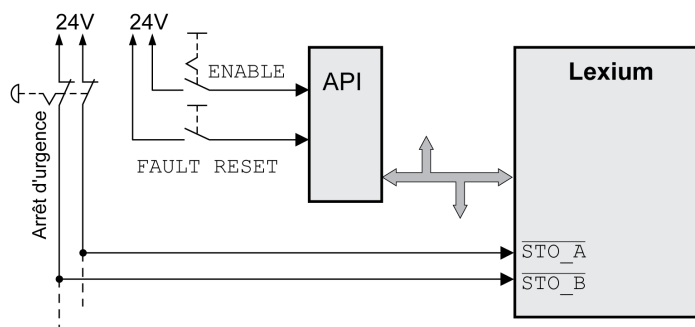 24V
24V
ENABLE
API
Lexium
Arrêt d'urgence
FAULT RESET
STO_A
STO_B